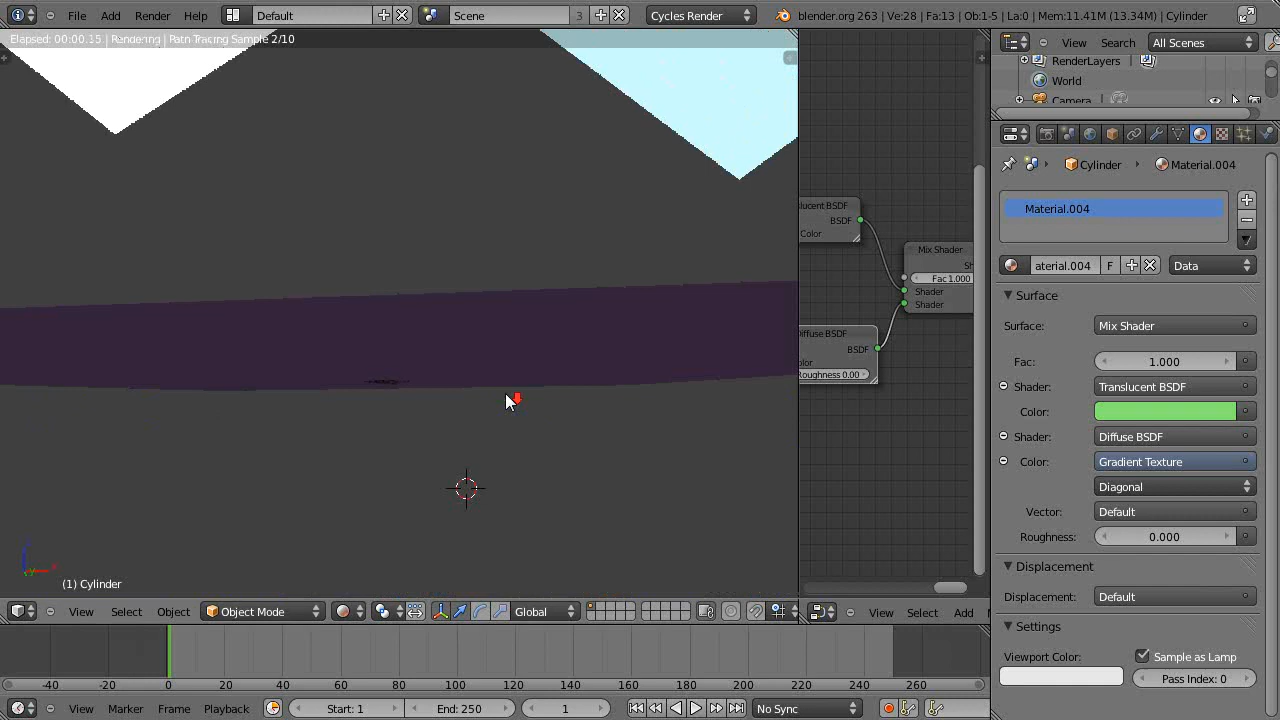 File Add Render Help Default Scene 3 Cycles Render blender.org 263 | Ve:28 | Fa:13 | Ob:1-5 | La:0 | Mem:11.41M (13.34M) | Cylinder
Elapsed: 00:00.15 | Rendering | Path Tracing Sample 2/10
(1) Cylinder
View Select Object Object Mode Global
lucent BSDF
BSDF
Color
Mix Shader
Sh
Fac 1.000
Shader
Shader
Diffuse BSDF
BSDF
olor
Roughness 0.00
View Select Add
View Search All Scenes
RenderLayers
World
Camera
Cylinder Material.004
Material.004
aterial.004 F Data
Surface
Surface: Mix Shader
Fac: 1.000
Shader: Translucent BSDF
Color:
Shader: Diffuse BSDF
Color: Gradient Texture
Diagonal
Vector: Default
Roughness: 0.000
Displacement
Displacement: Default
Settings
Viewport Color: Sample as Lamp
Pass Index: 0
-40 -20 0 20 40 60 80 100 120 140 160 180 200 220 240 260
View Marker Frame Playback Start: 1 End: 250 1 No Sync